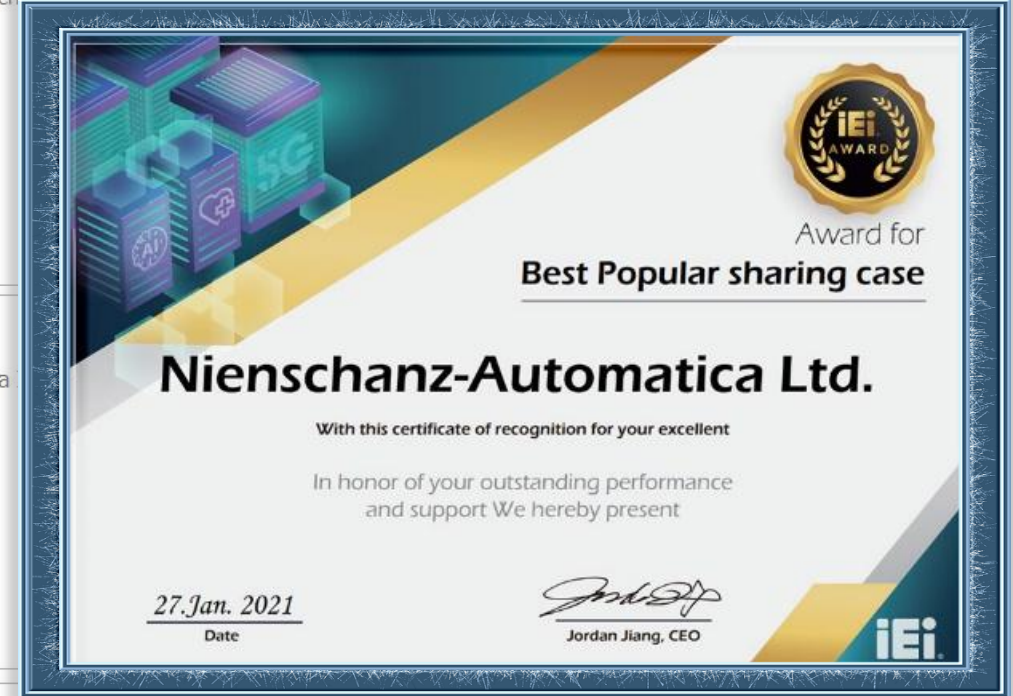 iEi
AWARD
Award for
Best Popular sharing case
Nienschanz-Automatica Ltd.
With this certificate of recognition for your excellent
In honor of your outstanding performance
and support We hereby present
27.Jan. 2021
Date
Jordan Jiang, CEO
iEi
AI